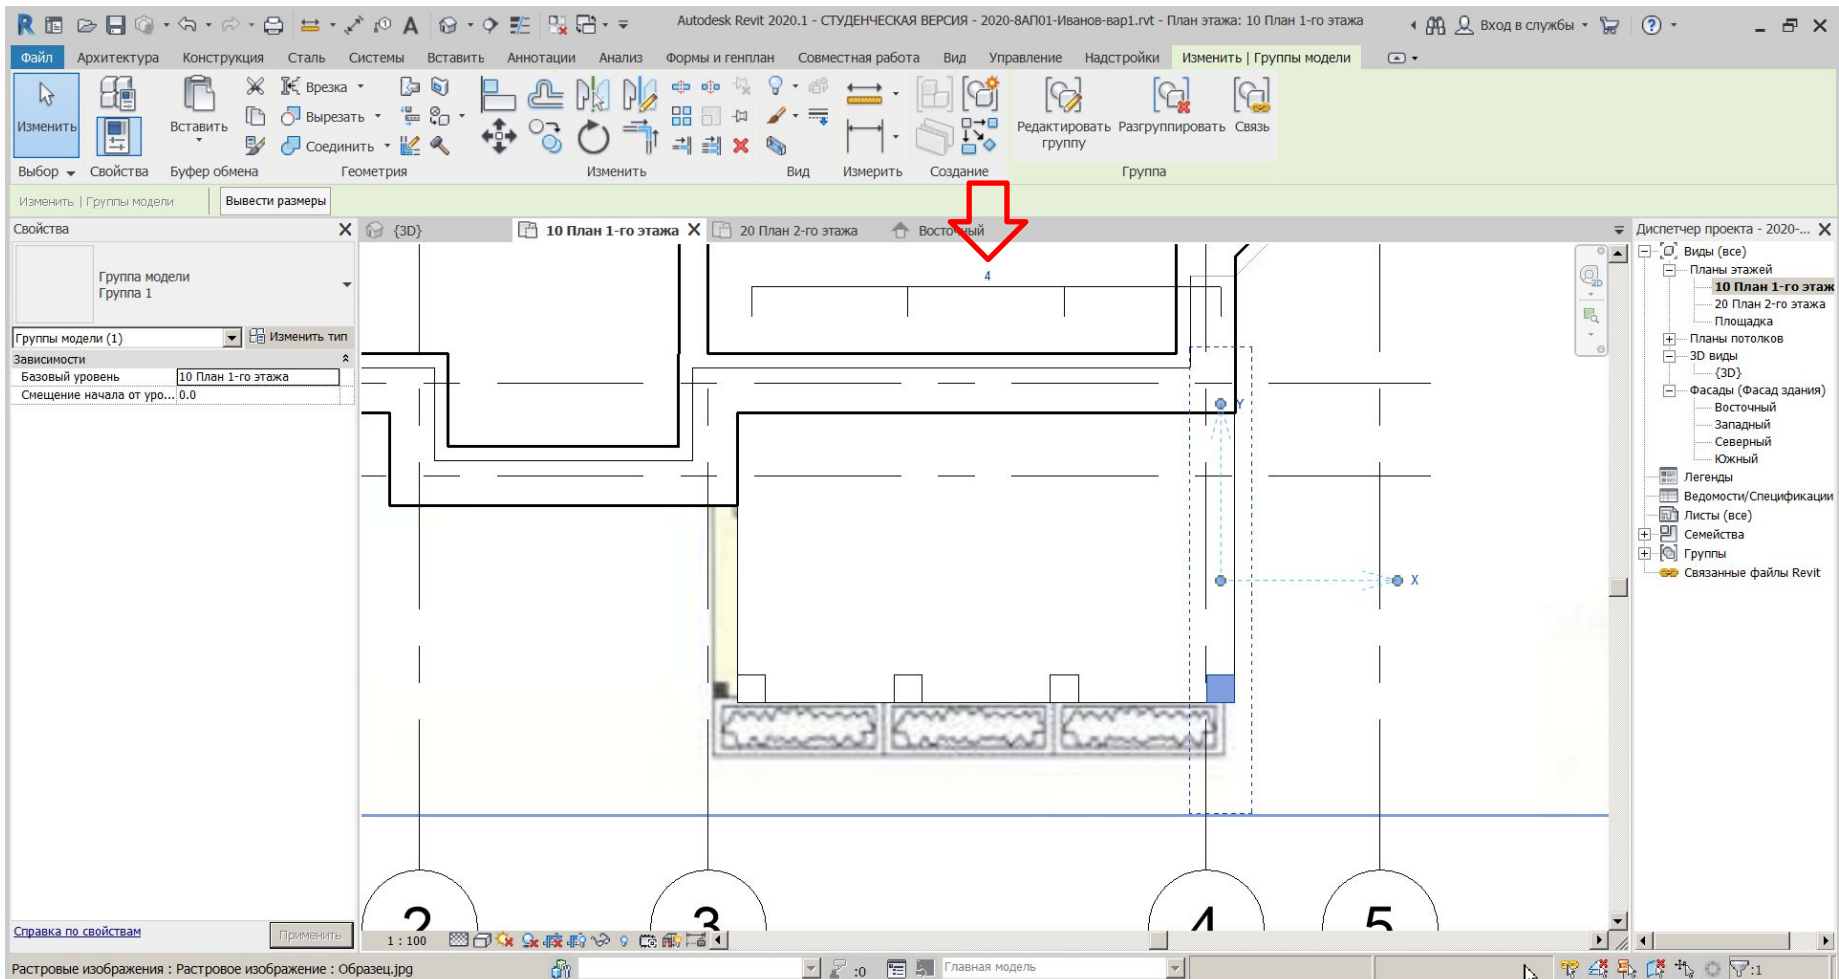 Autodesk Revit 2020.1 - СТУДЕНЧЕСКАЯ ВЕРСИЯ - 2020-8АП01-Иванов-вар1.rvt - План этажа: 10 План 1-го этажа
Вход в службы
Файл Архитектура Конструкция Сталь Системы Вставить Аннотации Анализ Формы и генплан Совместная работа Вид Управление Надстройки Изменить | Группы модели
Изменить
Вставить
Врезка
Вырезать
Соединить
Редактировать группу
Разгруппировать
Связь
Выбор Свойства Буфер обмена Геометрия Изменить Вид Измерить Создание Группа
Изменить | Группы модели Вывести размеры
Свойства
{3D} 10 План 1-го этажа 20 План 2-го этажа Восточный
Диспетчер проекта - 2020-...
Группа модели
Группа 1
Группы модели (1) Изменить тип
Зависимости
Базовый уровень 10 План 1-го этажа
Смещение начала от уро... 0.0
4
Y
X
2D
2
3
4
5
Виды (все)
Планы этажей
10 План 1-го этаж
20 План 2-го этажа
Площадка
Планы потолков
3D виды
{3D}
Фасады (Фасад здания)
Восточный
Западный
Северный
Южный
Легенды
Ведомости/Спецификации
Листы (все)
Семейства
Группы
Связанные файлы Revit
Справка по свойствам Применить
1 : 100
Растровые изображения : Растровое изображение : Образец.jpg
:0 Главная модель :1